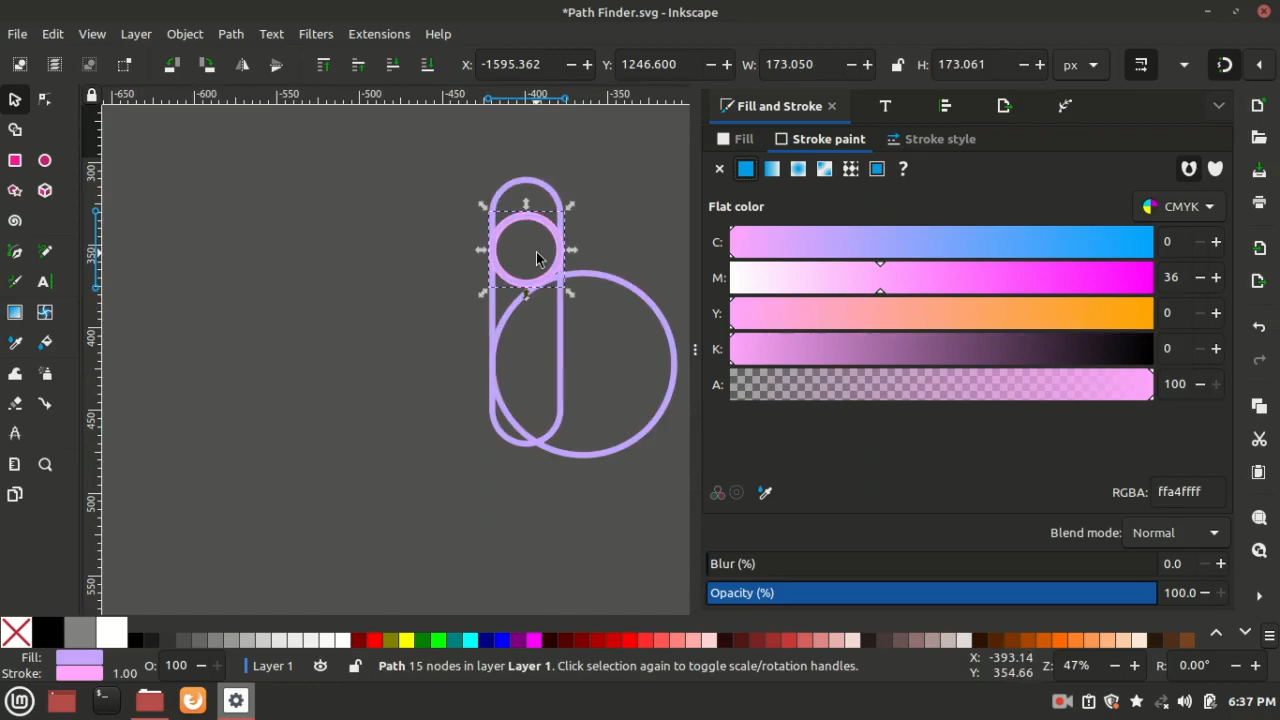 *Path Finder.svg - Inkscape
File Edit View Layer Object Path Text Filters Extensions Help
X: -1595.362 Y: 1246.600 W: 173.050 H: 173.061 px
-650 -600 -550 -500 -450 -400 -350
300
350
400
450
500
550
Fill and Stroke
Fill Stroke paint Stroke style
Flat color CMYK
C: 0
M: 36
Y: 0
K: 0
A: 100
RGBA: ffa4ffff
Blend mode: Normal
Blur (%) 0.0
Opacity (%) 100.0
Fill: O: 100 Layer 1 Path 15 nodes in layer Layer 1. Click selection again to toggle scale/rotation handles. X: -393.14 Z: 47% R: 0.00°
Stroke: 1.00 Y: 354.66
6:37 PM